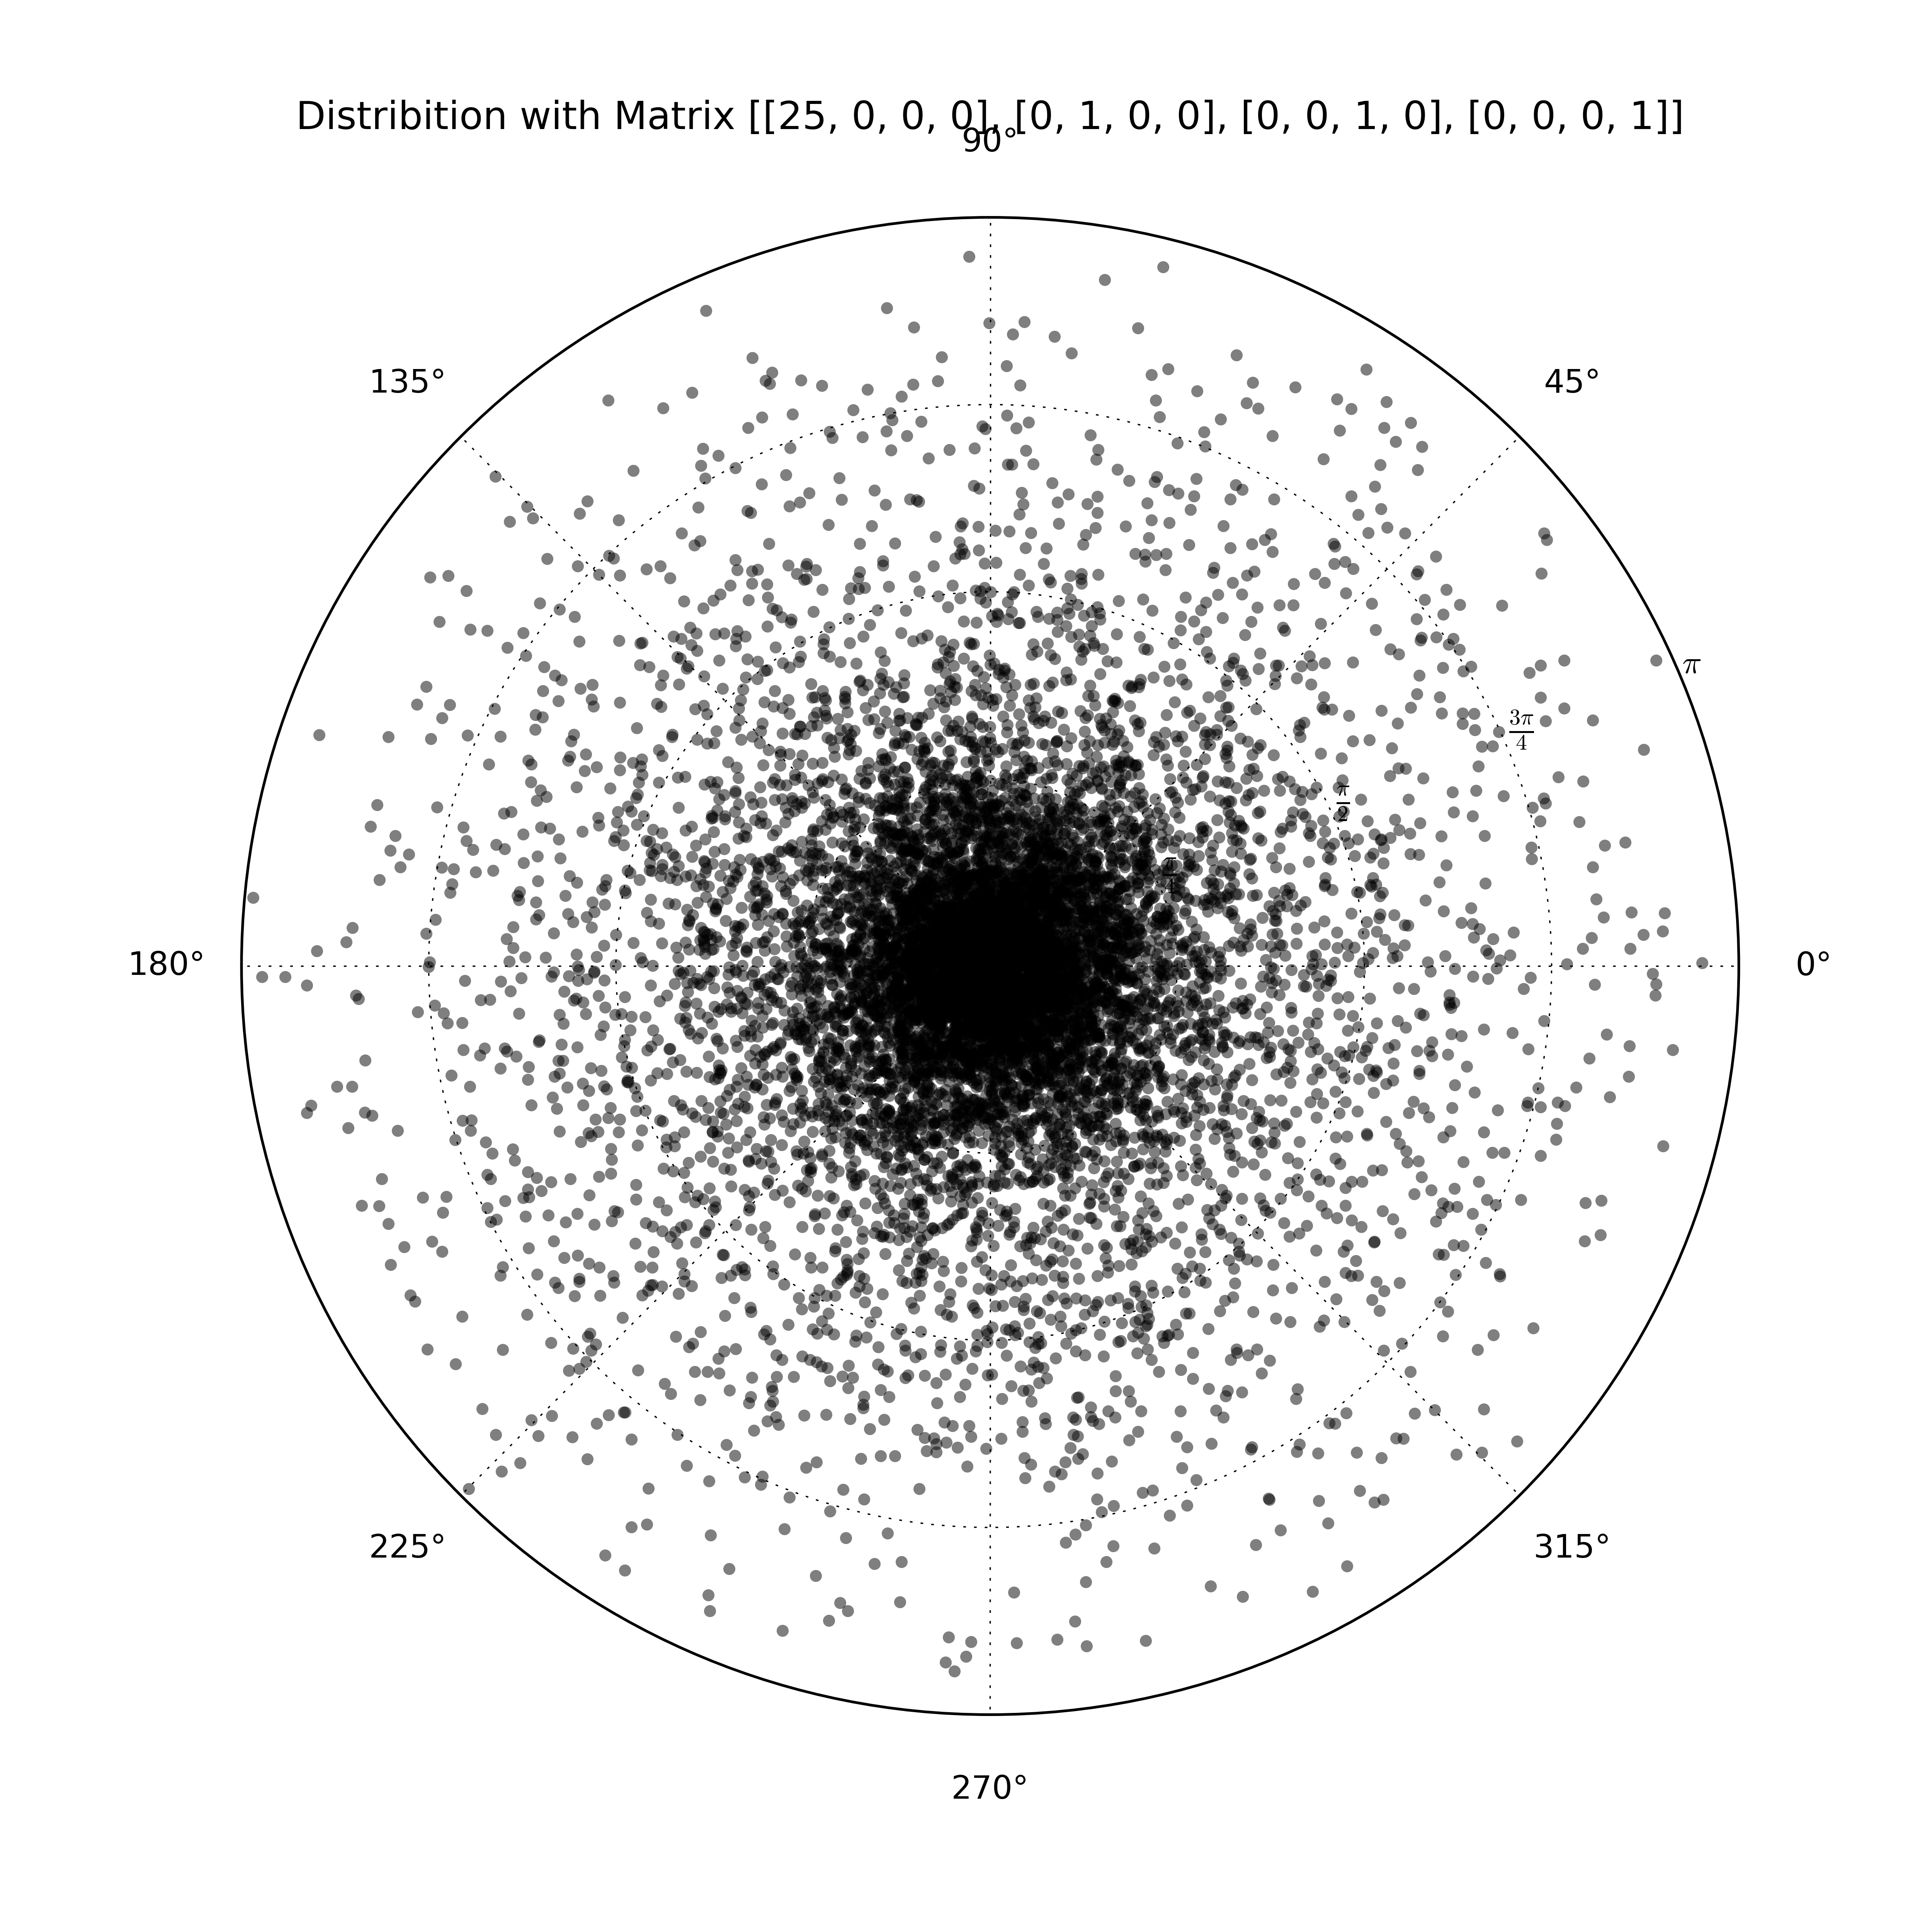 Distribition with Matrix [[25, 0, 0, 0], [0, 1, 0, 0], [0, 0, 1, 0], [0, 0, 0, 1]]
90°
135°
45°
π
3π/4
π/2
π/4
180°
0°
225°
315°
270°